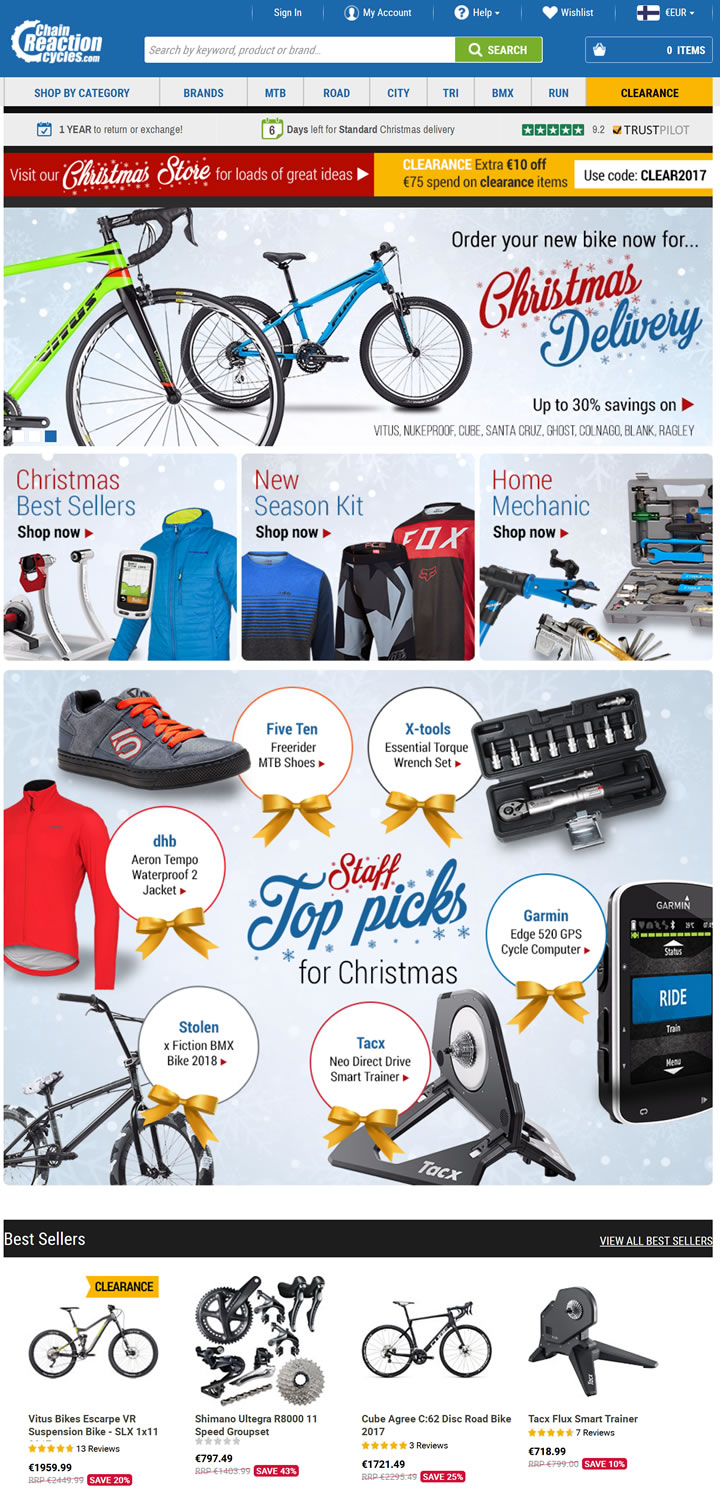 Sign In
My Account
Help
Wishlist
€EUR
Chain
Reaction
cycles.com
Search by keyword, product or brand...
SEARCH
0 ITEMS
SHOP BY CATEGORY
BRANDS
MTB
ROAD
CITY
TRI
BMX
RUN
CLEARANCE
1 YEAR to return or exchange!
6 Days left for Standard Christmas delivery
9.2 TRUSTPILOT
Visit our Christmas Store for loads of great ideas
CLEARANCE Extra €10 off
€75 spend on clearance items
Use code: CLEAR2017
Order your new bike now for...
Christmas
Delivery
vitus
FUJI
Up to 30% savings on
VITUS, NUKEPROOF, CUBE, SANTA CRUZ, GHOST, COLNAGO, BLANK, RAGLEY
Christmas
Best Sellers
Shop now
New
Season Kit
Shop now
FOX
Home
Mechanic
Shop now
Five Ten
Freerider
MTB Shoes
X-tools
Essential Torque
Wrench Set
dhb
Aeron Tempo
Waterproof 2
Jacket
Staff
Top picks
for Christmas
Garmin
Edge 520 GPS
Cycle Computer
GARMIN
Status
RIDE
Train
Menu
Stolen
x Fiction BMX
Bike 2018
Tacx
Neo Direct Drive
Smart Trainer
Tacx
Best Sellers
VIEW ALL BEST SELLERS
CLEARANCE
Vitus Bikes Escarpe VR
Suspension Bike - SLX 1x11
13 Reviews
€1959.99
RRP €2449.99 SAVE 20%
Shimano Ultegra R8000 11
Speed Groupset
€797.49
RRP €1403.99 SAVE 43%
Cube Agree C:62 Disc Road Bike
2017
3 Reviews
€1721.49
RRP €2295.49 SAVE 25%
Tacx Flux Smart Trainer
7 Reviews
€718.99
RRP €799.00 SAVE 10%